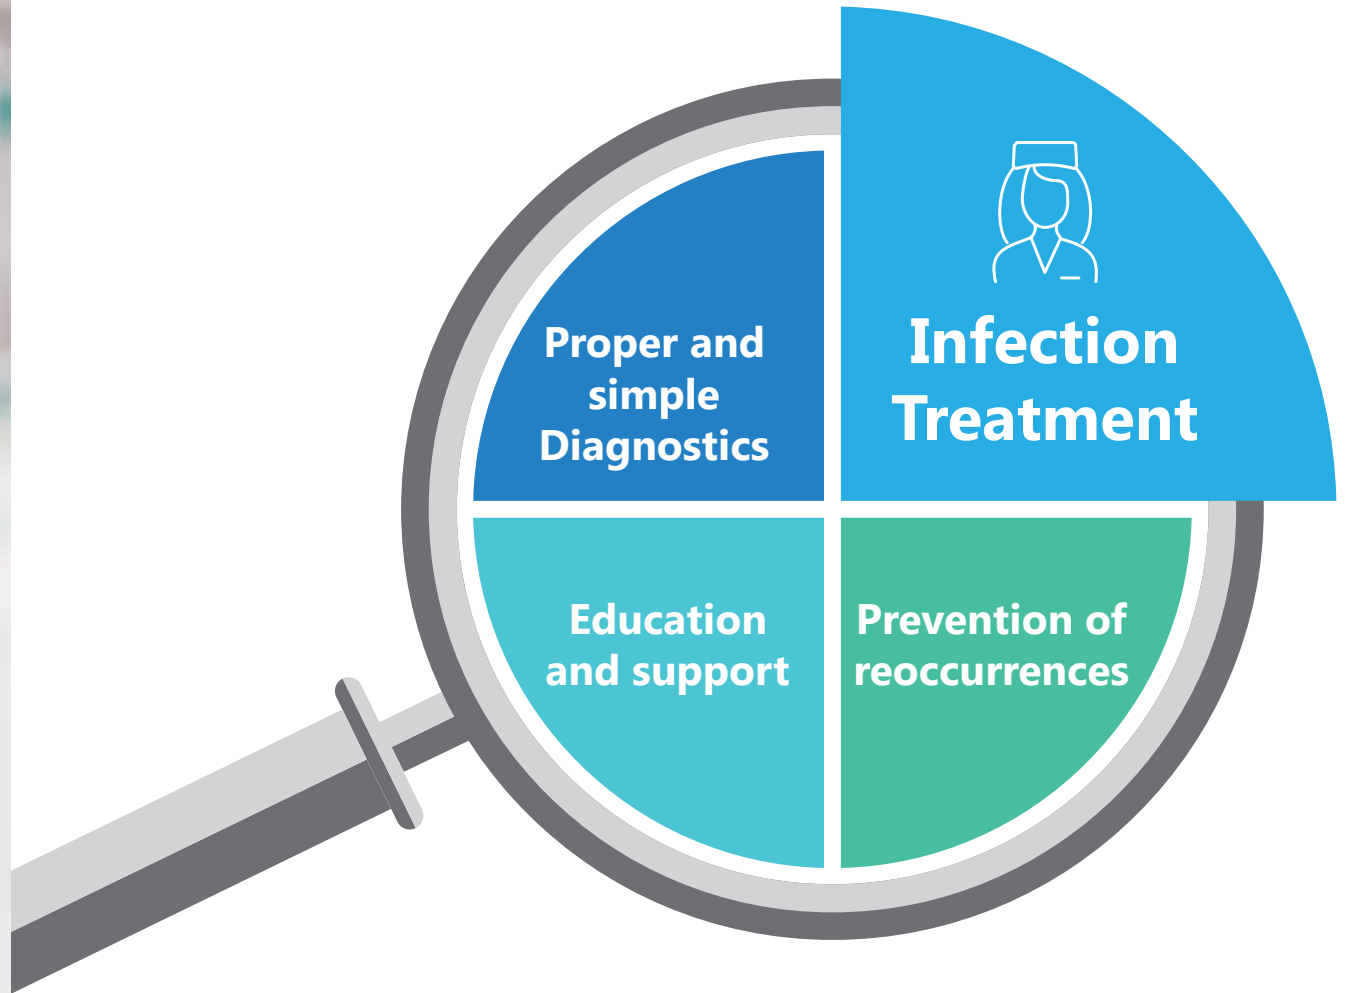 Proper and
simple
Diagnostics
Infection
Treatment
Education
and support
Prevention of
reoccurrences